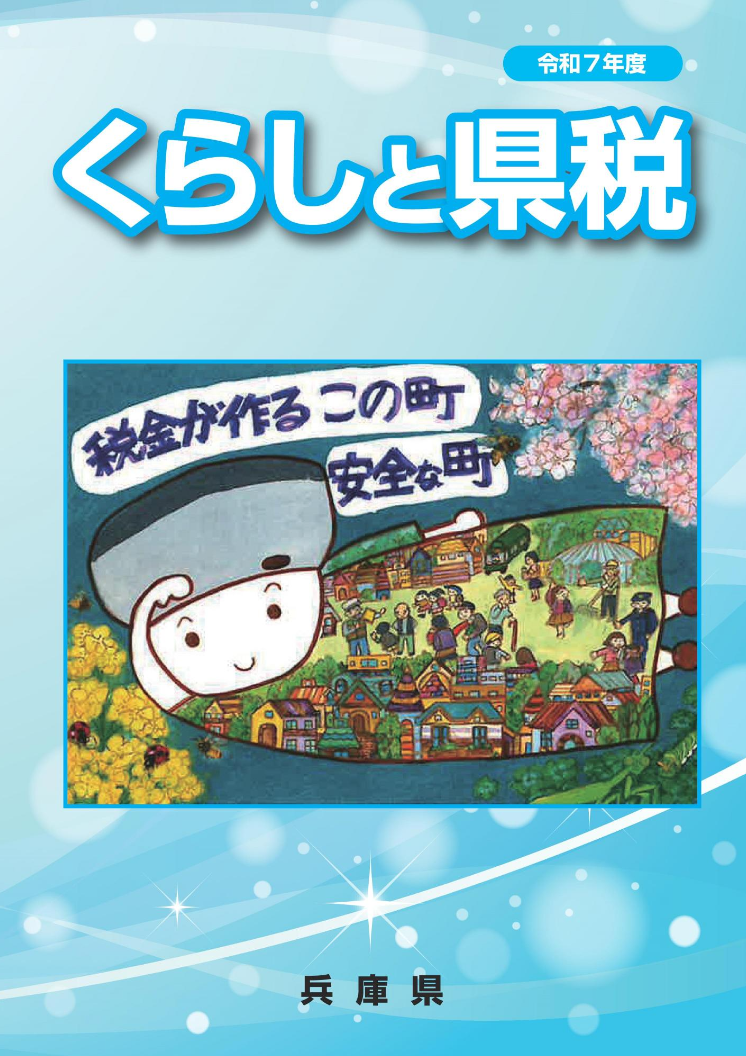 令和７年度
くらしと県税
税金が作るこの町
安全な町
兵庫県